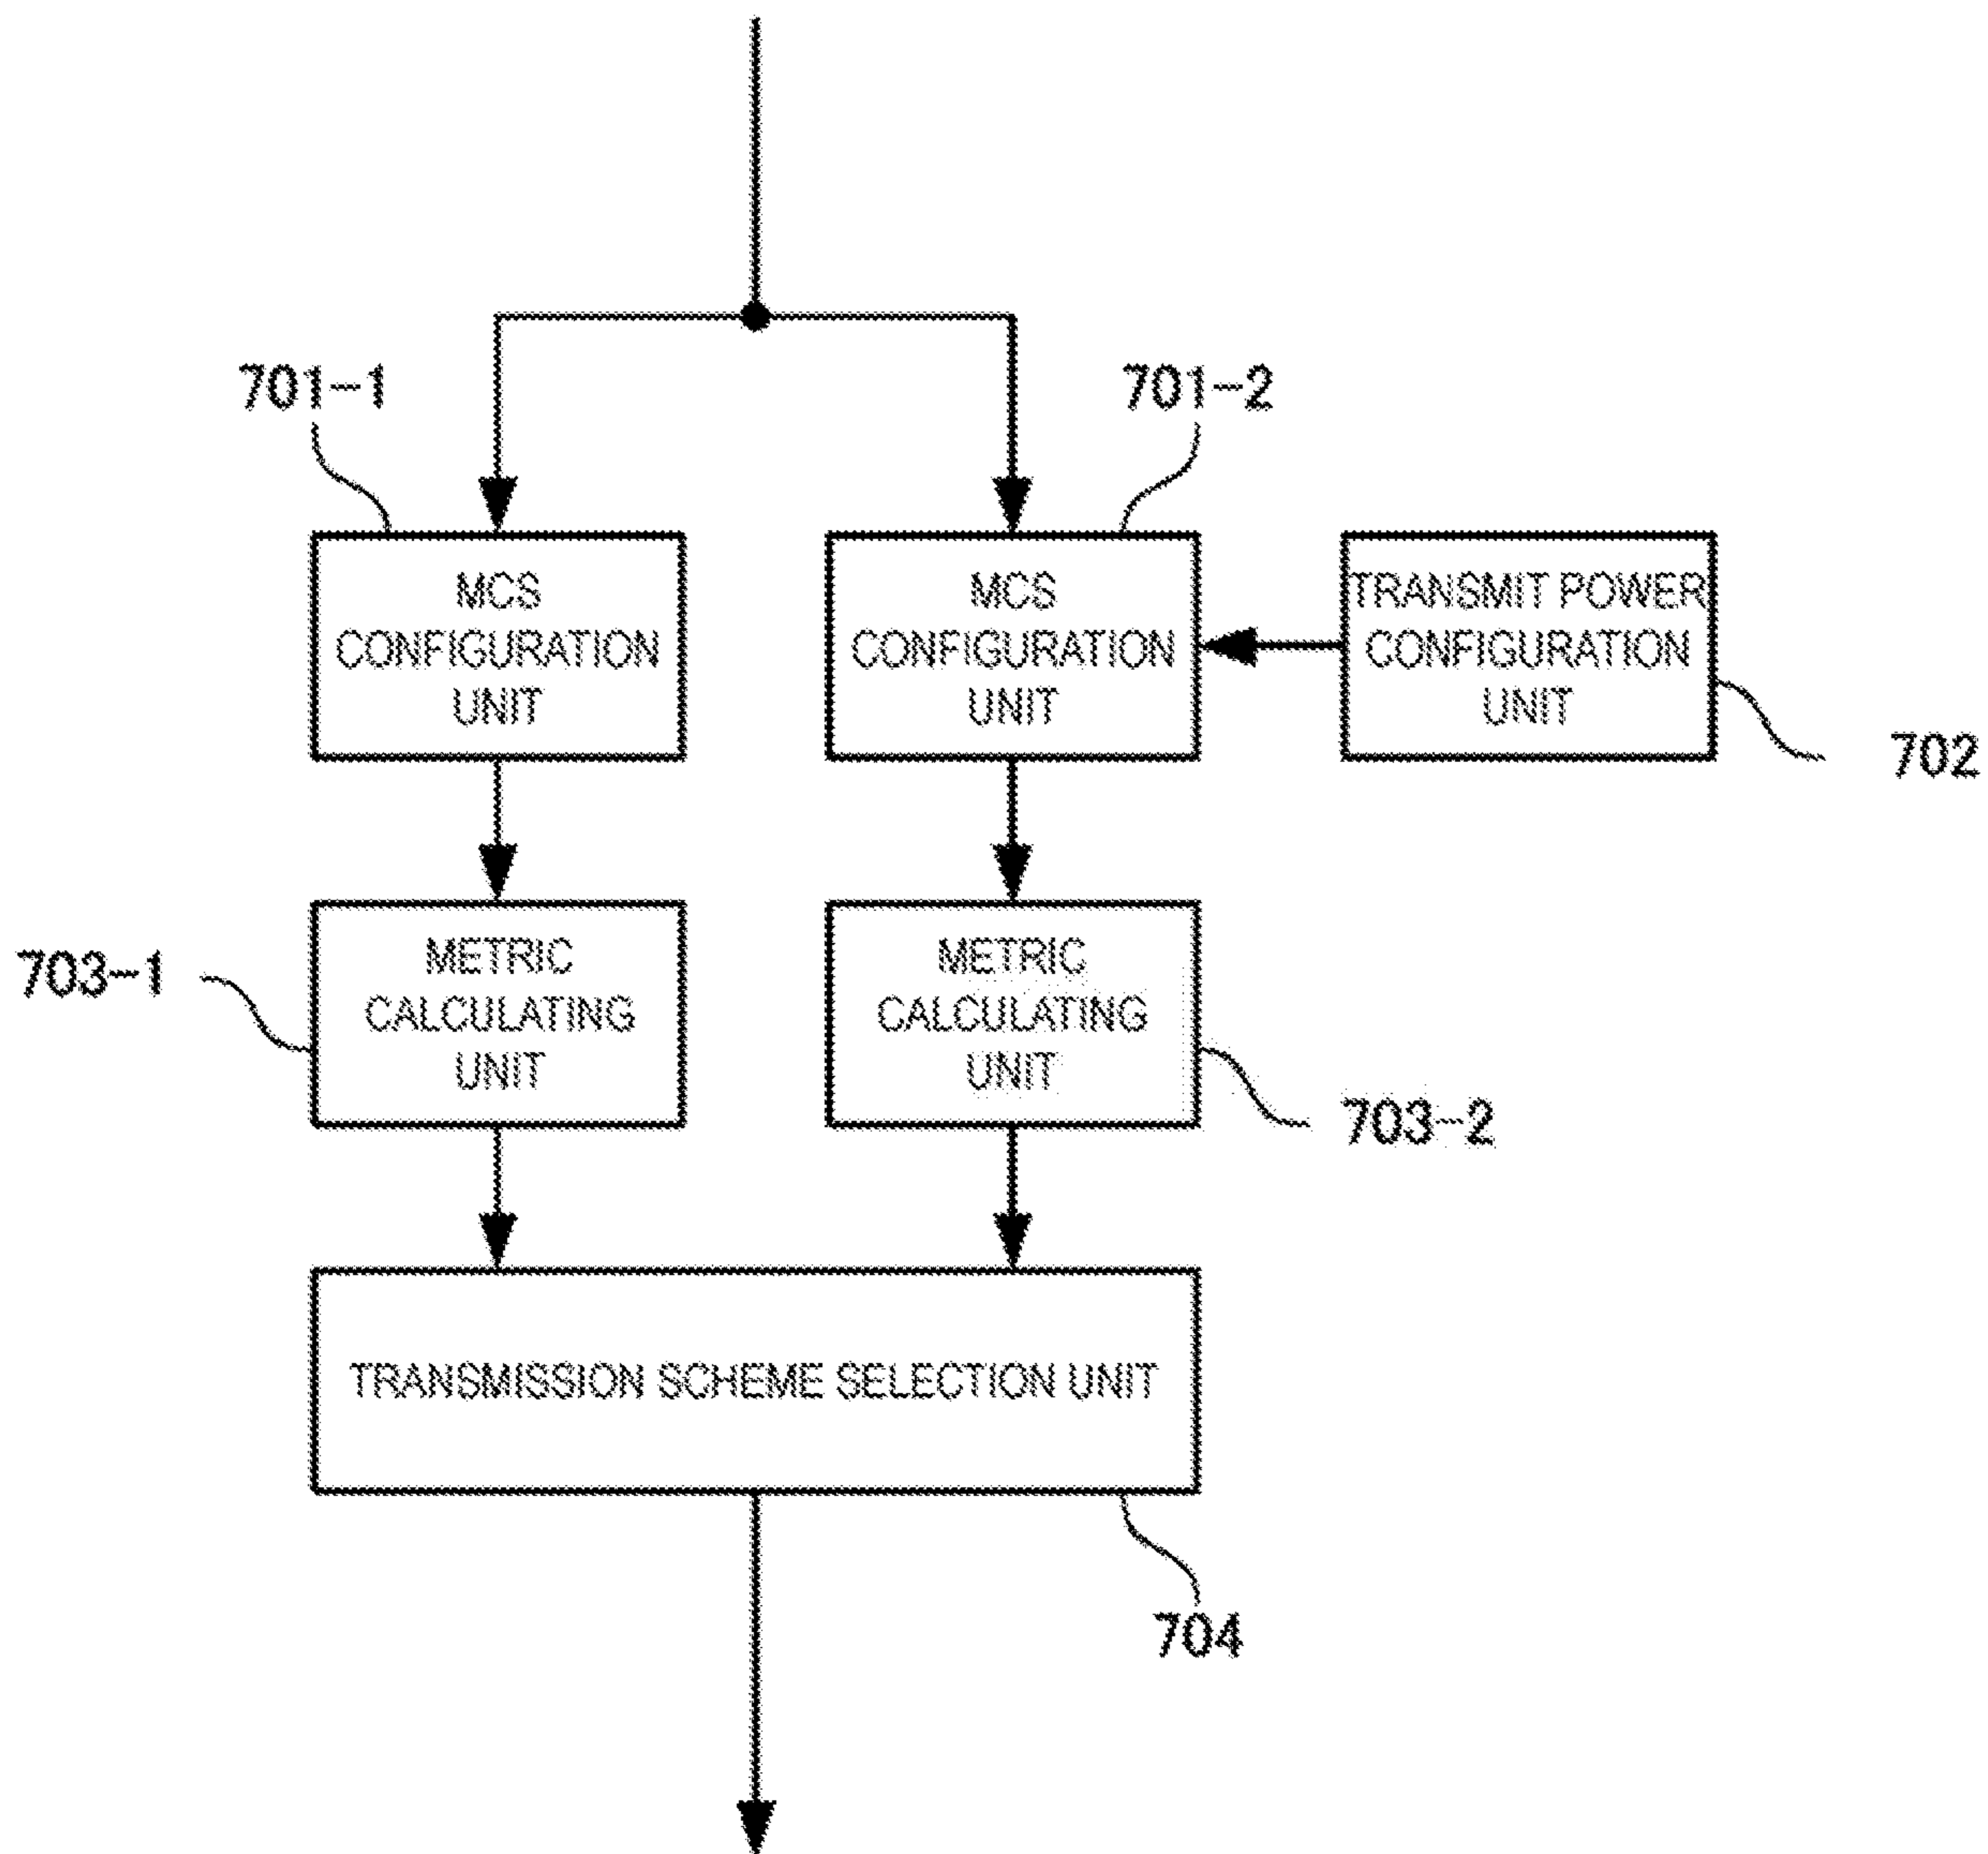 701-1
701-2
MCS
CONFIGURATION
UNIT
MCS
CONFIGURATION
UNIT
TRANSMIT POWER
CONFIGURATION
UNIT
702
703-1
METRIC
CALCULATING
UNIT
METRIC
CALCULATING
UNIT
703-2
TRANSMISSION SCHEME SELECTION UNIT
704